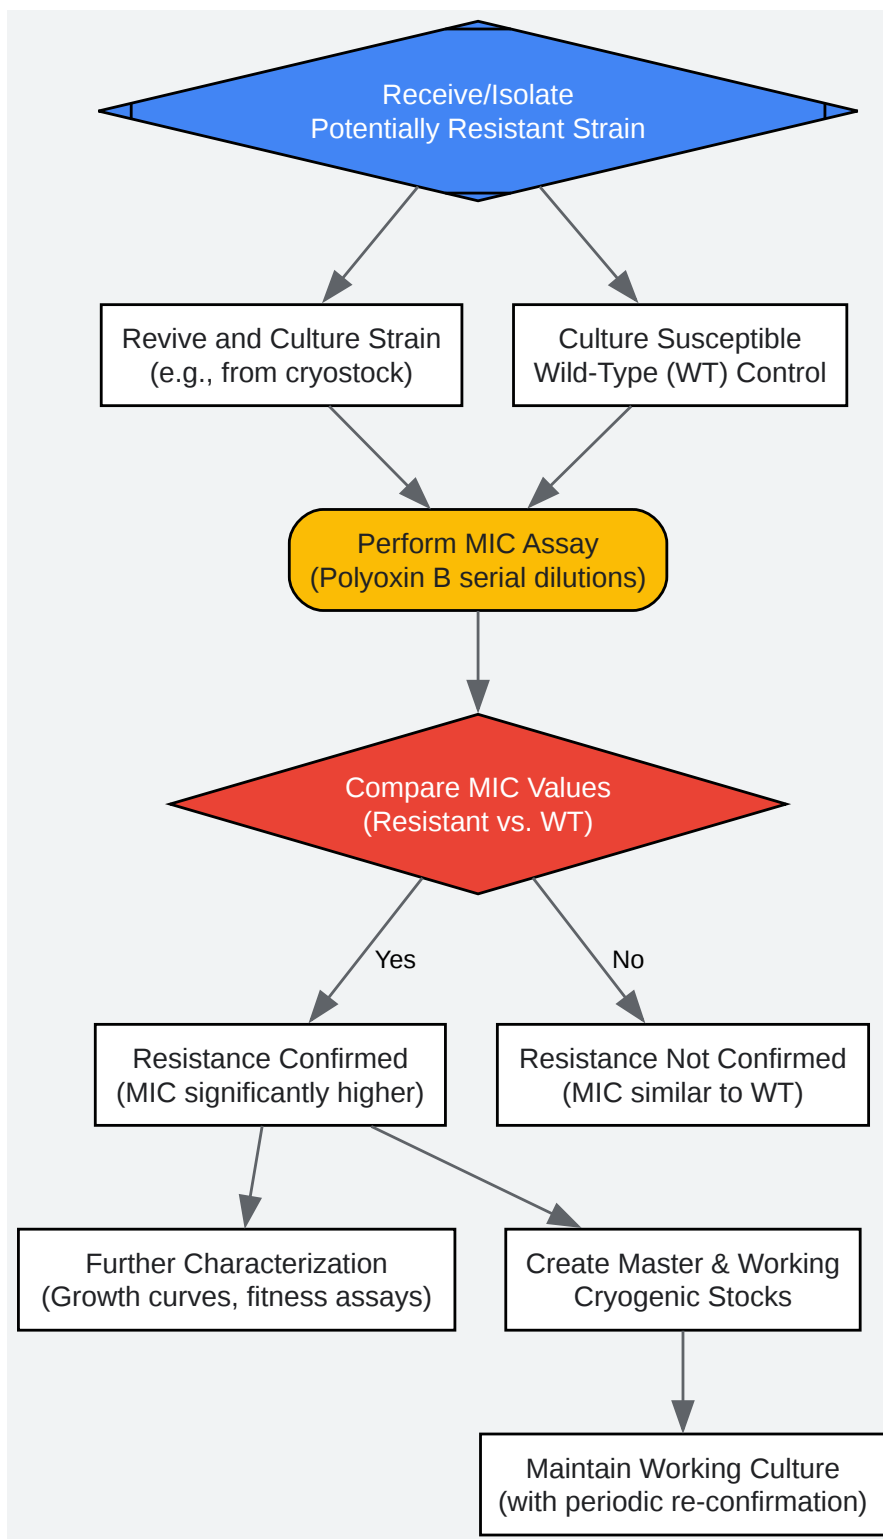 Receive/Isolate
Potentially Resistant Strain
Revive and Culture Strain
(e.g., from cryostock)
Culture Susceptible
Wild-Type (WT) Control
Perform MIC Assay
(Polyoxin B serial dilutions)
Compare MIC Values
(Resistant vs. WT)
Yes
No
Resistance Confirmed
(MIC significantly higher)
Resistance Not Confirmed
(MIC similar to WT)
Further Characterization
(Growth curves, fitness assays)
Create Master & Working
Cryogenic Stocks
Maintain Working Culture
(with periodic re-confirmation)